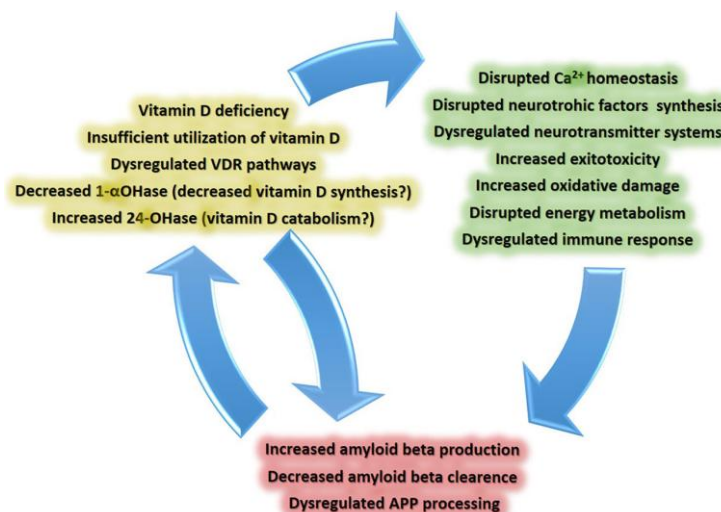 Vitamin D deficiency
Insufficient utilization of vitamin D
Dysregulated VDR pathways
Decreased 1-αOHase (decreased vitamin D synthesis?)
Increased 24-OHase (vitamin D catabolism?)
Disrupted Ca²⁺ homeostasis
Disrupted neurotrohic factors synthesis
Dysregulated neurotransmitter systems
Increased exitotoxicity
Increased oxidative damage
Disrupted energy metabolism
Dysregulated immune response
Increased amyloid beta production
Decreased amyloid beta clearence
Dysregulated APP processing